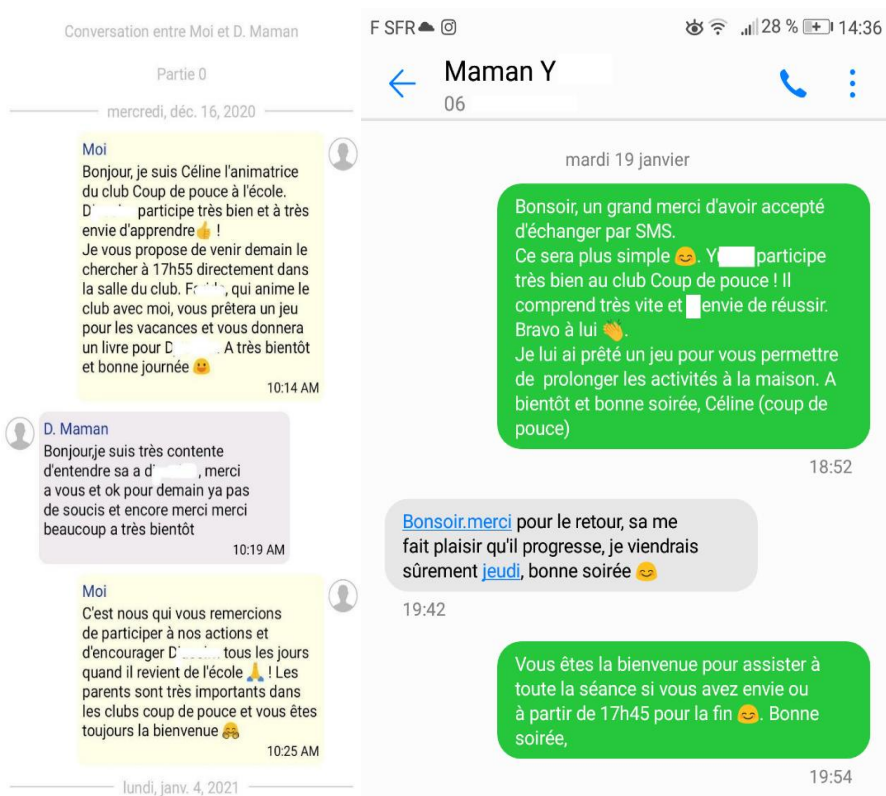 Conversation entre Moi et D. Maman
Partie 0
mercredi, déc. 16, 2020
Moi
Bonjour, je suis Céline l'animatrice
du club Coup de pouce à l'école.
D participe très bien et à très
envie d'apprendre👍 !
Je vous propose de venir demain le
chercher à 17h55 directement dans
la salle du club. F , qui anime le
club avec moi, vous prêtera un jeu
pour les vacances et vous donnera
un livre pour D . A très bientôt
et bonne journée 😃
10:14 AM
D. Maman
Bonjour,je suis très contente
d'entendre sa a d , merci
a vous et ok pour demain ya pas
de soucis et encore merci merci
beaucoup a très bientôt
10:19 AM
Moi
C'est nous qui vous remercions
de participer à nos actions et
d'encourager D tous les jours
quand il revient de l'école 🙏 ! Les
parents sont très importants dans
les clubs coup de pouce et vous êtes
toujours la bienvenue 🤗
10:25 AM
lundi, janv. 4, 2021
F SFR 28 % 14:36
Maman Y
06
mardi 19 janvier
Bonsoir, un grand merci d'avoir accepté
d'échanger par SMS.
Ce sera plus simple 😊. Y participe
très bien au club Coup de pouce ! Il
comprend très vite et envie de réussir.
Bravo à lui 👏.
Je lui ai prêté un jeu pour vous permettre
de prolonger les activités à la maison. A
bientôt et bonne soirée, Céline (coup de
pouce)
18:52
Bonsoir.merci pour le retour, sa me
fait plaisir qu'il progresse, je viendrais
sûrement jeudi, bonne soirée 😊
19:42
Vous êtes la bienvenue pour assister à
toute la séance si vous avez envie ou
à partir de 17h45 pour la fin 😊. Bonne
soirée,
19:54